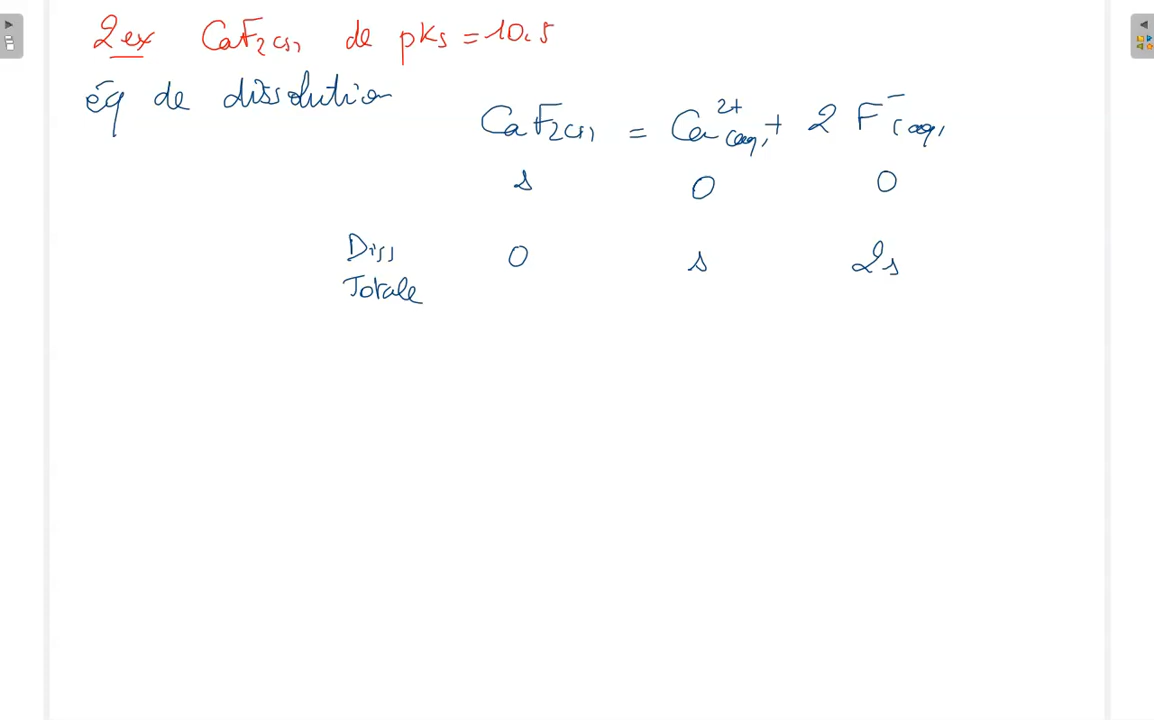 2ex CaF₂(s) de pKs = 10.5
Éq de dissolution
CaF₂(s) = Ca²⁺(aq) + 2 F⁻(aq)
s 0 0
Diss
Totale
0 s 2s